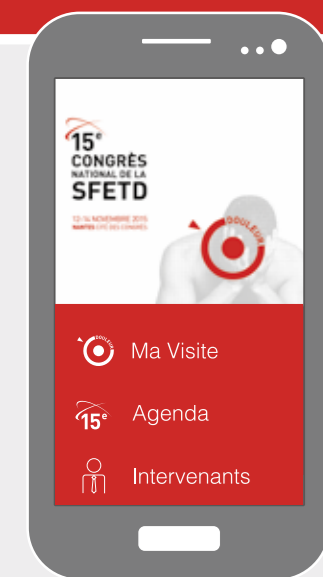 15e
CONGRÈS
NATIONAL DE LA
SFETD
12-14 NOVEMBRE 2015
NANTES CITÉ DES CONGRÈS
DOULEUR
DOULEUR
Ma Visite
15e
Agenda
Intervenants